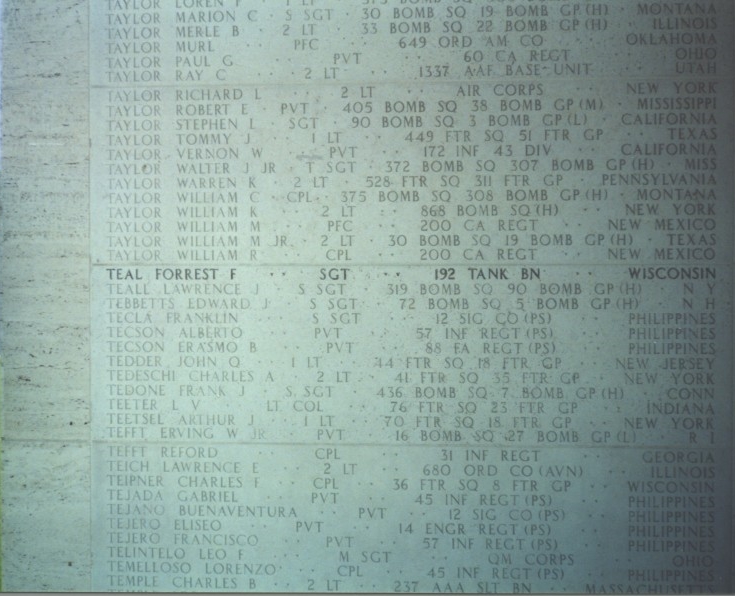 TAYLOR LOREN F 1 LT 375 BOMB SQ
TAYLOR MARION C · S SGT · 30 BOMB SQ 19 BOMB GP (H) · MONTANA
TAYLOR MERLE B · 2 LT · 33 BOMB SQ 22 BOMB GP (H) · ILLINOIS
TAYLOR MURL · PFC · 649 ORD AM CO · OKLAHOMA
TAYLOR PAUL G · PVT · 60 CA REGT · OHIO
TAYLOR RAY C · 2 LT · 1337 AAF BASE UNIT · UTAH
TAYLOR RICHARD L · 2 LT · AIR CORPS · NEW YORK
TAYLOR ROBERT E · PVT · 405 BOMB SQ 38 BOMB GP (M) · MISSISSIPPI
TAYLOR STEPHEN L · SGT · 90 BOMB SQ 3 BOMB GP (L) · CALIFORNIA
TAYLOR TOMMY J · 1 LT · 449 FTR SQ 51 FTR GP · TEXAS
TAYLOR VERNON W · PVT · 172 INF 43 DIV · CALIFORNIA
TAYLOR WALTER J JR · T SGT · 372 BOMB SQ 307 BOMB GP (H) · MISS
TAYLOR WARREN K · 2 LT · 528 FTR SQ 311 FTR GP · PENNSYLVANIA
TAYLOR WILLIAM C · CPL · 375 BOMB SQ 308 BOMB GP (H) · MONTANA
TAYLOR WILLIAM K · 2 LT · 868 BOMB SQ (H) · NEW YORK
TAYLOR WILLIAM M · PFC · 200 CA REGT · NEW MEXICO
TAYLOR WILLIAM M JR · 2 LT · 30 BOMB SQ 19 BOMB GP (H) · TEXAS
TAYLOR WILLIAM R · CPL · 200 CA REGT · NEW MEXICO
TEAL FORREST F · SGT · 192 TANK BN · WISCONSIN
TEALL LAWRENCE J · S SGT · 319 BOMB SQ 90 BOMB GP (H) · N Y
TEBBETTS EDWARD J · S SGT · 72 BOMB SQ 5 BOMB GP (H) · N H
TECLA FRANKLIN · S SGT · 12 SIG CO (PS) · PHILIPPINES
TECSON ALBERTO · PVT · 57 INF REGT (PS) · PHILIPPINES
TECSON ERASMO B · PVT · 88 FA REGT (PS) · PHILIPPINES
TEDDER JOHN Q · 1 LT · 44 FTR SQ 18 FTR GP · NEW JERSEY
TEDESCHI CHARLES A · 2 LT · 41 FTR SQ 35 FTR GP · NEW YORK
TEDONE FRANK J · S SGT · 436 BOMB SQ 7 BOMB GP (H) · CONN
TEETER L V · LT COL · 76 FTR SQ 23 FTR GP · INDIANA
TEETSEL ARTHUR J · 1 LT · 70 FTR SQ 18 FTR GP · NEW YORK
TEFFT ERVING W JR · PVT · 16 BOMB SQ 27 BOMB GP (L) · R I
TEFFT REFORD · CPL · 31 INF REGT · GEORGIA
TEICH LAWRENCE E · 2 LT · 680 ORD CO (AVN) · ILLINOIS
TEIPNER CHARLES F · CPL · 36 FTR SQ 8 FTR GP · WISCONSIN
TEJADA GABRIEL · PVT · 45 INF REGT (PS) · PHILIPPINES
TEJANO BUENAVENTURA · PVT · 12 SIG CO (PS) · PHILIPPINES
TEJERO ELISEO · PVT · 14 ENGR REGT (PS) · PHILIPPINES
TEJERO FRANCISCO · PVT · 57 INF REGT (PS) · PHILIPPINES
TELINTELO LEO F · M SGT · QM CORPS · OHIO
TEMELLOSO LORENZO · CPL · 45 INF REGT (PS) · PHILIPPINES
TEMPLE CHARLES B · 2 LT · 237 AAA SLT BN · MASSACHUSETTS